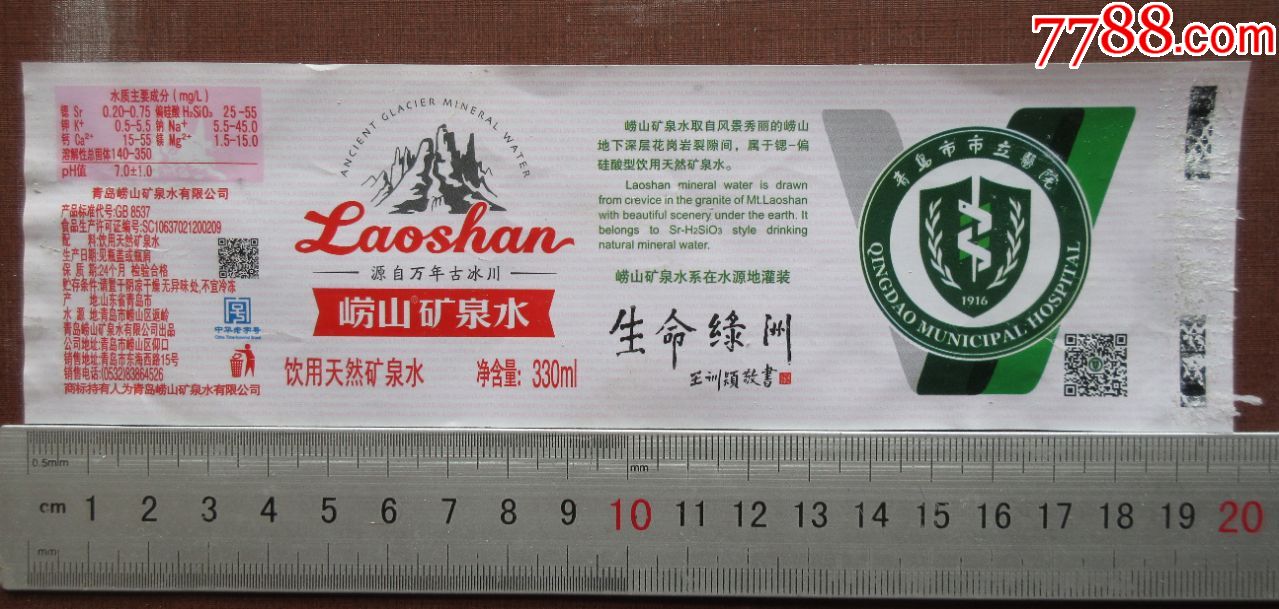 7788.com
水质主要成分（mg/L）
锶 Sr 0.20-0.75 偏硅酸 H₂SiO₃ 25-55
钾 K⁺ 0.5-5.5 钠 Na⁺ 5.5-45.0
钙 Ca²⁺ 15-55 镁 Mg²⁺ 1.5-15.0
溶解性总固体140-350
pH值 7.0±1.0
青岛崂山矿泉水有限公司
产品标准代号:GB 8537
食品生产许可证编号:SC10637021200209
配 料:饮用天然矿泉水
生产日期:见瓶盖或瓶肩
保 质 期:24个月 检验合格
贮存条件:请置于阴凉干燥 无异味处,不宜冷冻
产 地:山东省青岛市
水 源 地:青岛市崂山区返岭
青岛崂山矿泉水有限公司出品
公司地址:青岛市崂山区仰口
销售地址:青岛市东海西路15号
销售电话:(0532)83864526
商标持有人为青岛崂山矿泉水有限公司
中华老字号
China Time-honored Brand
ANCIENT GLACIER MINERAL WATER
Laoshan
源自万年古冰川
崂山®矿泉水
饮用天然矿泉水 净含量: 330ml
崂山矿泉水取自风景秀丽的崂山
地下深层花岗岩裂隙间，属于锶-偏
硅酸型饮用天然矿泉水。
Laoshan mineral water is drawn
from crevice in the granite of Mt.Laoshan
with beautiful scenery under the earth. It
belongs to Sr-H₂SiO₃ style drinking
natural mineral water.
崂山矿泉水系在水源地灌装
生命綠洲
青島市市立醫院
1916
QINGDAO MUNICIPAL HOSPITAL
0.5mm
mm
cm 1 2 3 4 5 6 7 8 9 10 11 12 13 14 15 16 17 18 19 20
mm